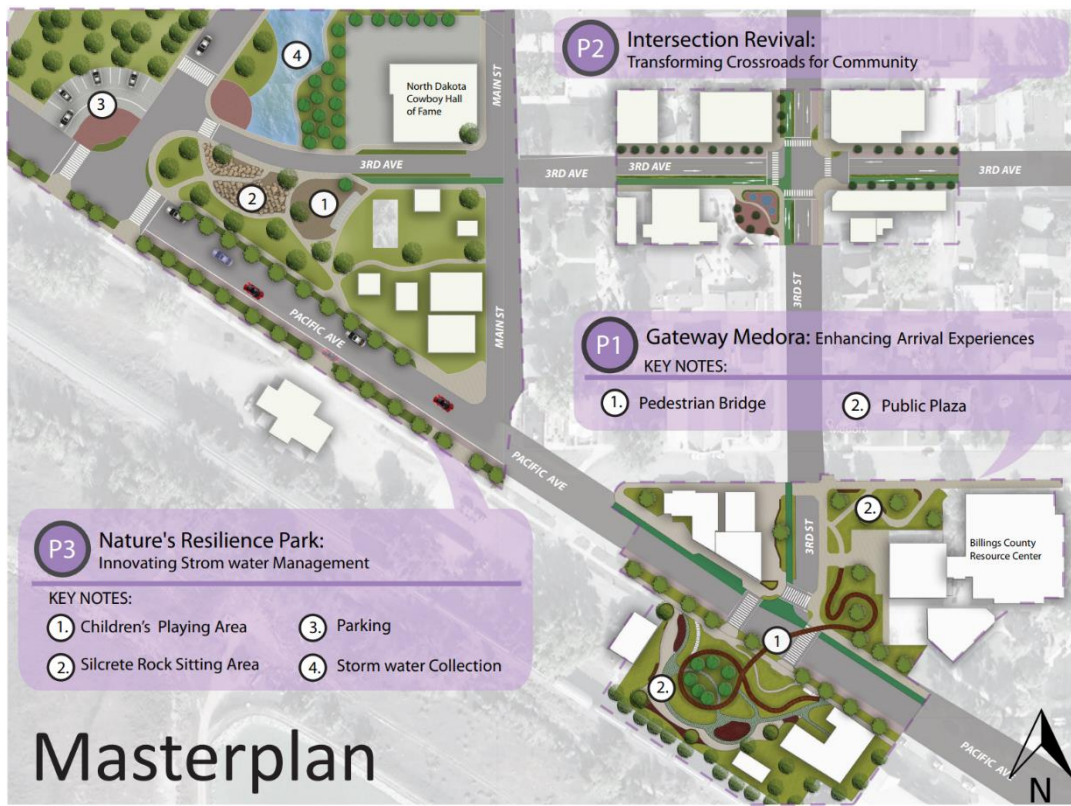 P2
Intersection Revival:
Transforming Crossroads for Community
4
3
North Dakota
Cowboy Hall
of Fame
MAIN ST
3RD AVE
3RD AVE
3RD AVE
3RD AVE
2
1
MAIN ST
PACIFIC AVE
3RD ST
P1
Gateway Medora: Enhancing Arrival Experiences
KEY NOTES:
1. Pedestrian Bridge
2. Public Plaza
PACIFIC AVE
2.
3RD ST
Billings County
Resource Center
1
2.
PACIFIC AVE
P3
Nature's Resilience Park:
Innovating Strom water Management
KEY NOTES:
1. Children's Playing Area
3. Parking
2. Silcrete Rock Sitting Area
4. Storm water Collection
Masterplan
N